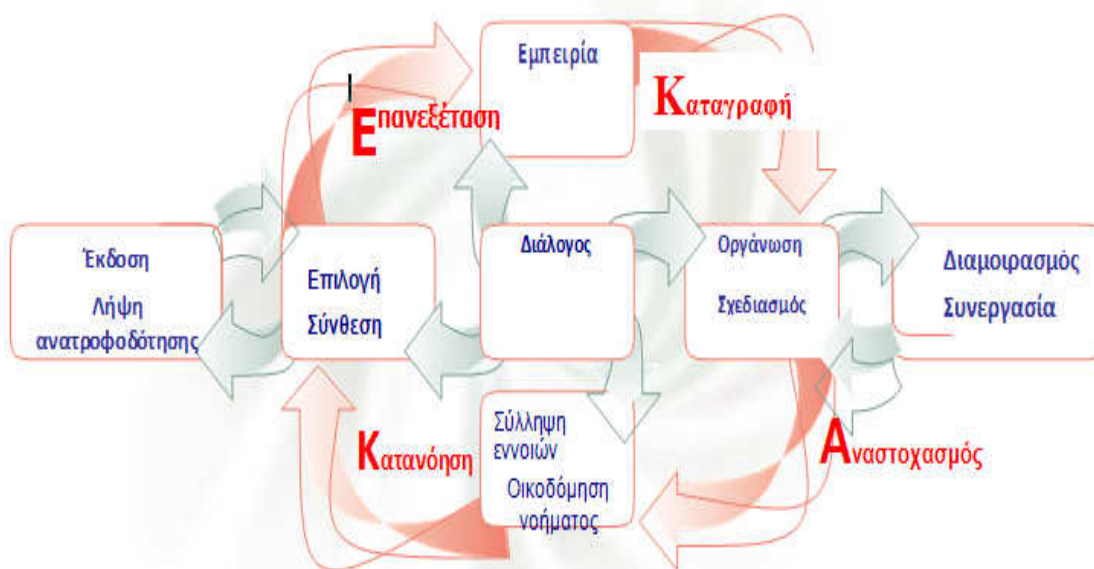 Εμπειρία
Καταγραφή
Επανεξέταση
Έκδοση
Λήψη
ανατροφοδότησης
Επιλογή
Σύνθεση
Διάλογος
Οργάνωση
Σχεδιασμός
Διαμοιρασμός
Συνεργασία
Σύλληψη
εννοιών
Οικοδόμηση
νοήματος
Κατανόηση
Αναστοχασμός